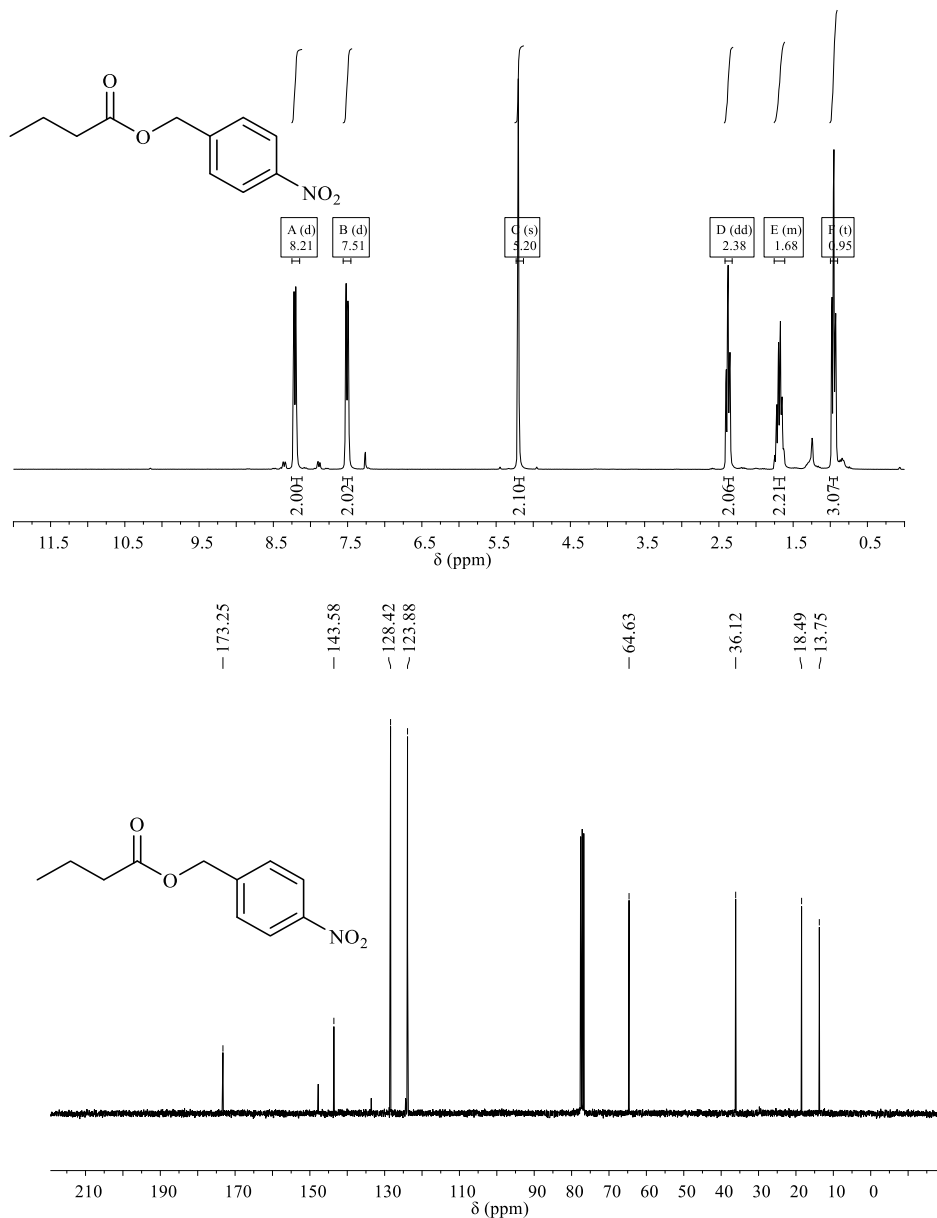 O
O
NO2
A (d)
8.21
B (d)
7.51
C (s)
5.20
D (dd)
2.38
E (m)
1.68
F (t)
0.95
2.00
2.02
2.10
2.06
2.21
3.07
11.5 10.5 9.5 8.5 7.5 6.5 5.5 4.5 3.5 2.5 1.5 0.5
δ (ppm)
173.25
143.58
128.42
123.88
64.63
36.12
18.49
13.75
O
O
NO2
210 190 170 150 130 110 90 80 70 60 50 40 30 20 10 0
δ (ppm)